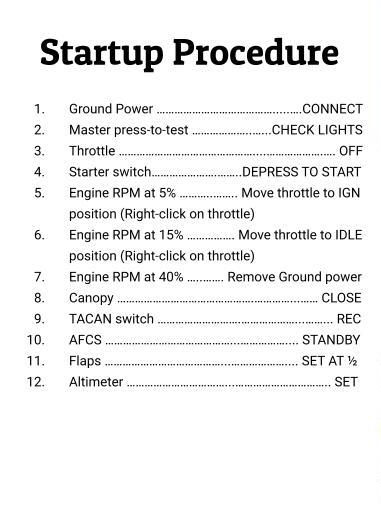 Startup Procedure
1. Ground Power ................................CONNECT
2. Master press-to-test ...................CHECK LIGHTS
3. Throttle ................................................ OFF
4. Starter switch.....................DEPRESS TO START
5. Engine RPM at 5% .............. Move throttle to IGN
position (Right-click on throttle)
6. Engine RPM at 15% ............. Move throttle to IDLE
position (Right-click on throttle)
7. Engine RPM at 40% ......... Remove Ground power
8. Canopy ............................................ CLOSE
9. TACAN switch ...................................... REC
10. AFCS .......................................... STANDBY
11. Flaps .......................................... SET AT ½
12. Altimeter ............................................. SET